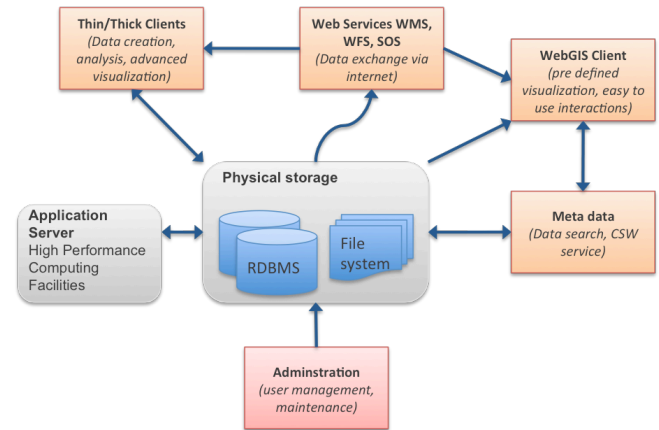 Thin/Thick Clients
(Data creation,
analysis, advanced
visualization)
Web Services WMS,
WFS, SOS
(Data exchange via
internet)
WebGIS Client
(pre defined
visualization, easy to
use interactions)
Physical storage
RDBMS
File
system
Application
Server
High Performance
Computing
Facilities
Meta data
(Data search, CSW
service)
Adminstration
(user management,
maintenance)